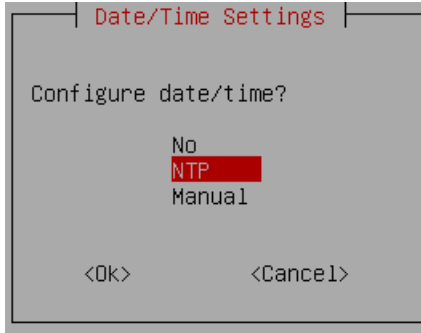 Date/Time Settings
Configure date/time?
No
NTP
Manual
<Ok> <Cancel>